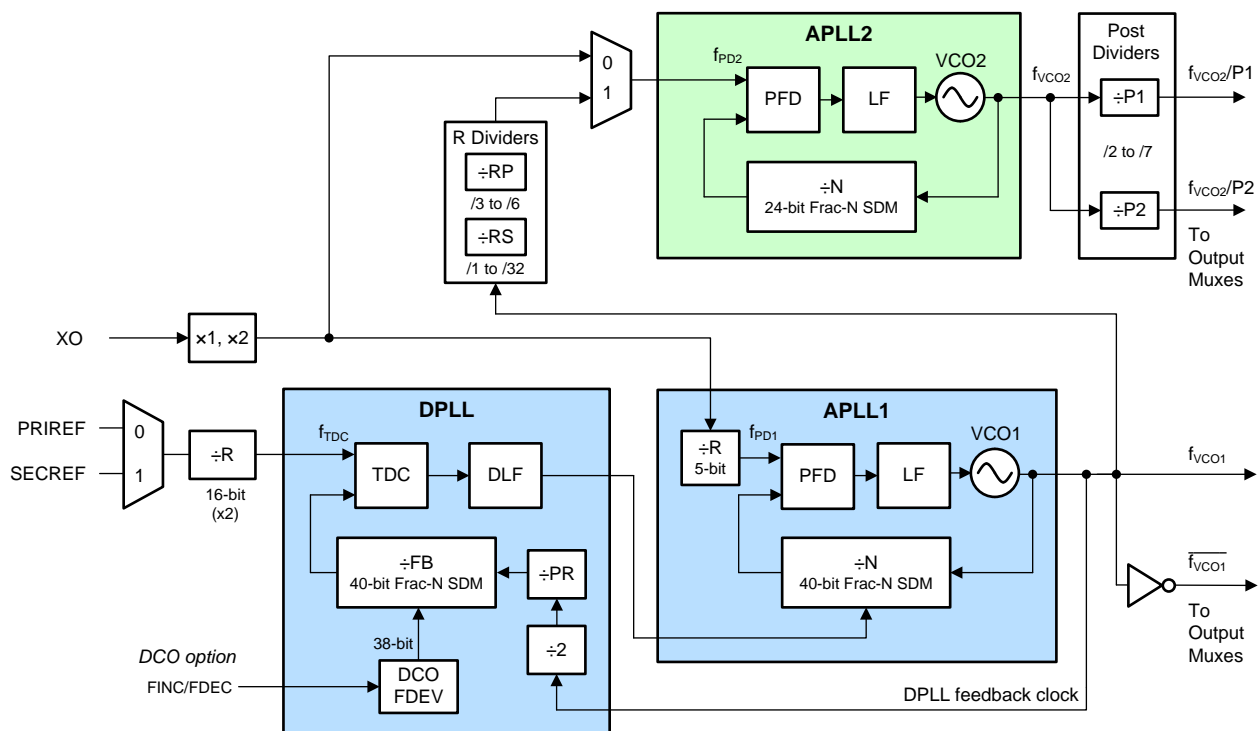 APLL2
Post
Dividers
VCO2
f_PD2
f_VCO2
f_VCO2/P1
0
1
PFD
LF
÷P1
R Dividers
÷RP
/3 to /6
÷RS
/1 to /32
÷N
24-bit Frac-N SDM
/2 to /7
f_VCO2/P2
÷P2
To
Output
Muxes
XO
×1, ×2
DPLL
APLL1
PRIREF
SECREF
0
1
÷R
16-bit
(x2)
f_TDC
TDC
DLF
÷R
5-bit
f_PD1
PFD
LF
VCO1
f_VCO1
÷FB
40-bit Frac-N SDM
÷PR
÷N
40-bit Frac-N SDM
f_VCO1
To
Output
Muxes
38-bit
÷2
DCO option
FINC/FDEC
DCO
FDEV
DPLL feedback clock